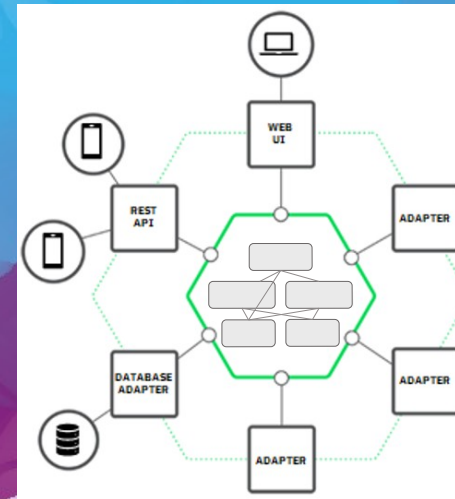 WEB
UI
REST
API
ADAPTER
DATABASE
ADAPTER
ADAPTER
ADAPTER